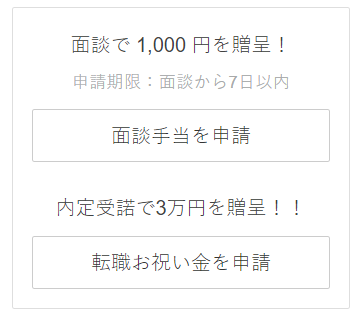 面談で 1,000 円を贈呈！
申請期限：面談から7日以内
面談手当を申請
内定受諾で3万円を贈呈！！
転職お祝い金を申請